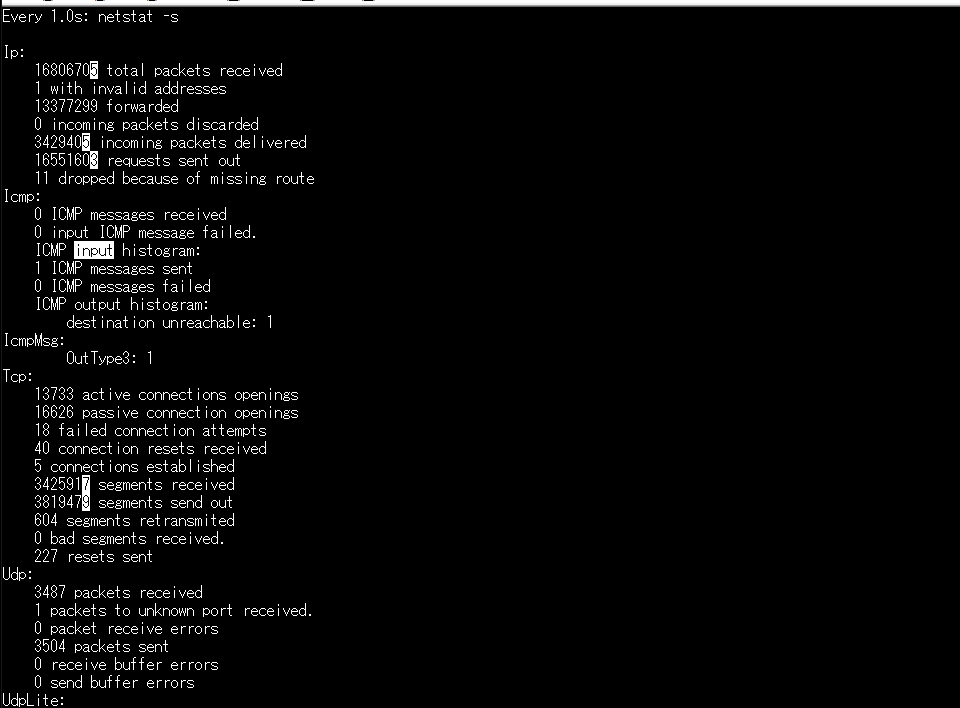 Every 1.0s: netstat -s
Ip:
16806705 total packets received
1 with invalid addresses
13377299 forwarded
0 incoming packets discarded
3429405 incoming packets delivered
16551603 requests sent out
11 dropped because of missing route
Icmp:
0 ICMP messages received
0 input ICMP message failed.
ICMP input histogram:
1 ICMP messages sent
0 ICMP messages failed
ICMP output histogram:
destination unreachable: 1
IcmpMsg:
OutType3: 1
Tcp:
13733 active connections openings
16626 passive connection openings
18 failed connection attempts
40 connection resets received
5 connections established
3425917 segments received
3819479 segments send out
604 segments retransmited
0 bad segments received.
227 resets sent
Udp:
3487 packets received
1 packets to unknown port received.
0 packet receive errors
3504 packets sent
0 receive buffer errors
0 send buffer errors
UdpLite: